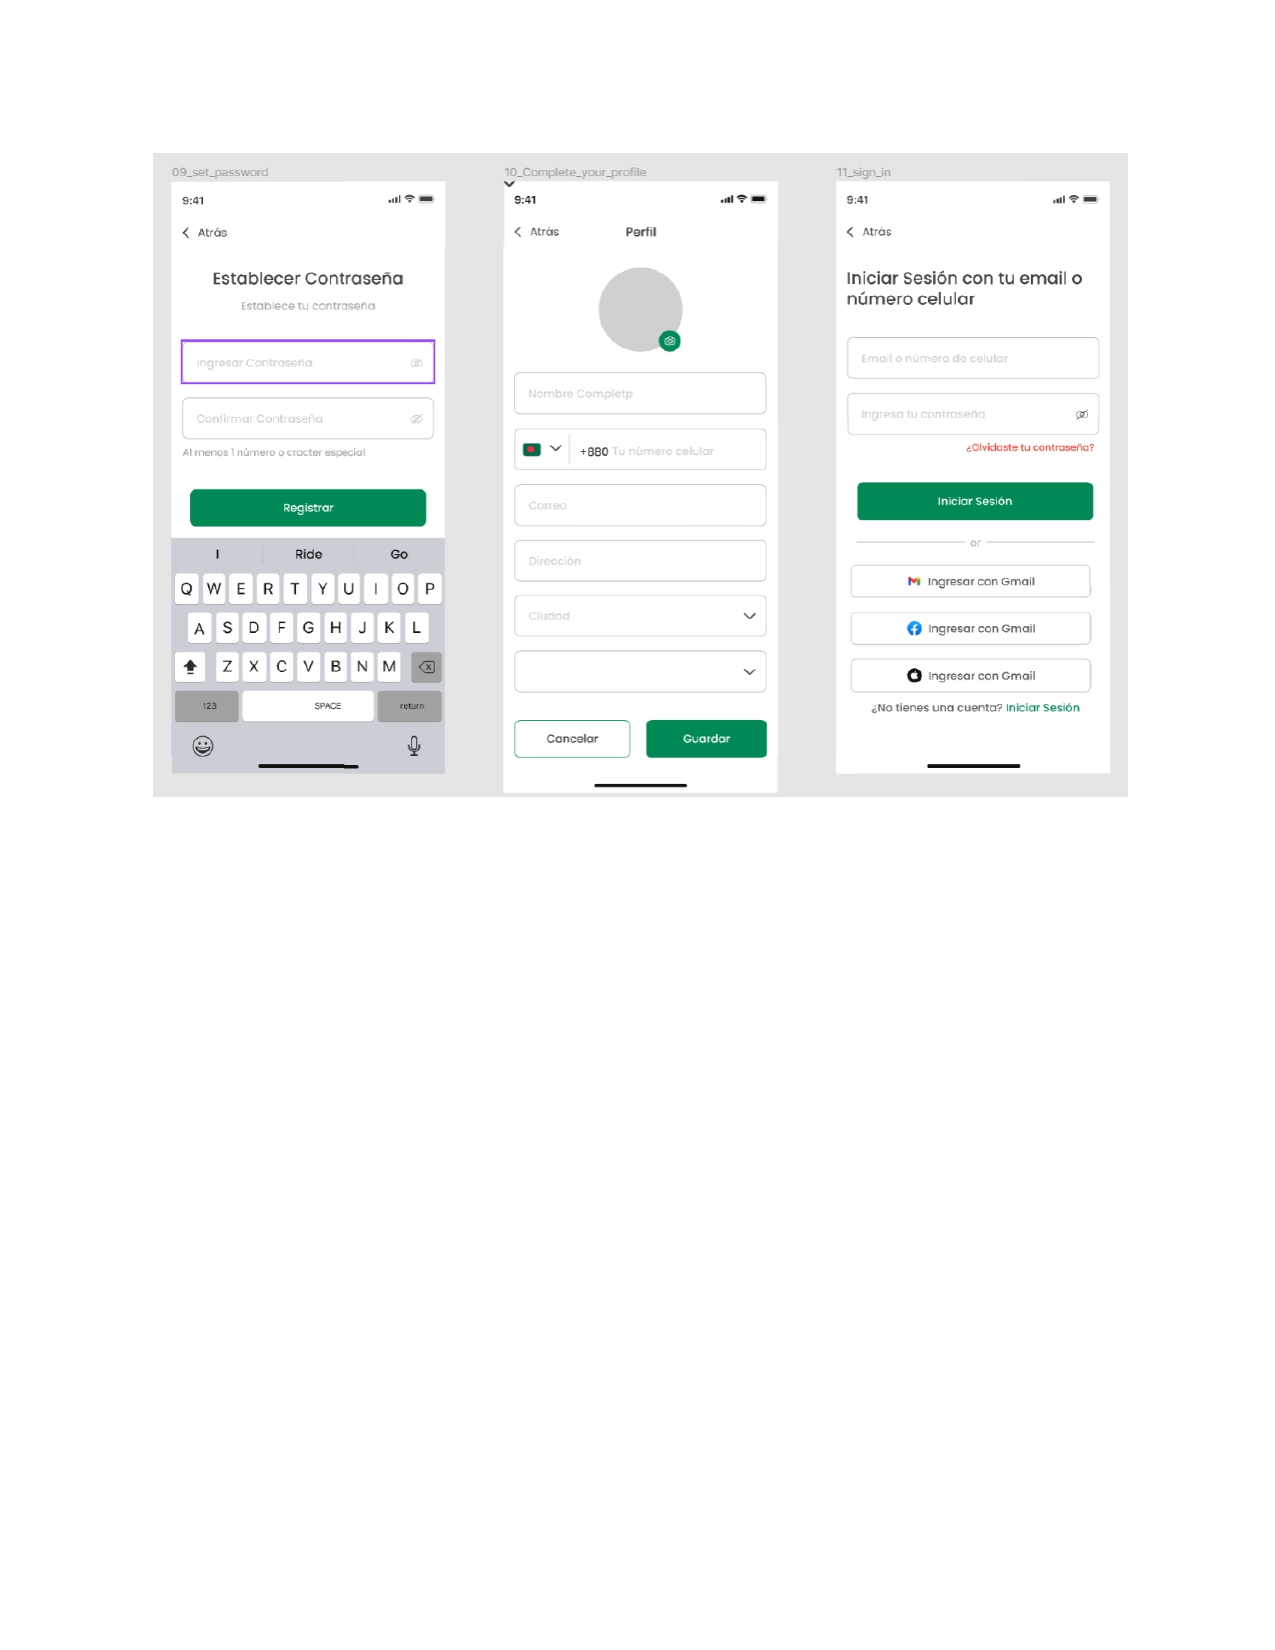 09_set_password
9:41
Atrás
Establecer Contraseña
Establece tu contraseña
Ingresar Contraseña
Confirmar Contraseña
Al menos 1 número o cracter especial
Registrar
I Ride Go
Q W E R T Y U I O P
A S D F G H J K L
Z X C V B N M
123 SPACE return
10_Complete_your_profile
9:41
Atrás Perfil
Nombre Completp
+880 Tu número celular
Correo
Dirección
Ciudad
Cancelar Guardar
11_sign_in
9:41
Atrás
Iniciar Sesión con tu email o
número celular
Email o número de celular
Ingresa tu contraseña
¿Olvidaste tu contraseña?
Iniciar Sesión
or
Ingresar con Gmail
Ingresar con Gmail
Ingresar con Gmail
¿No tienes una cuenta? Iniciar Sesión